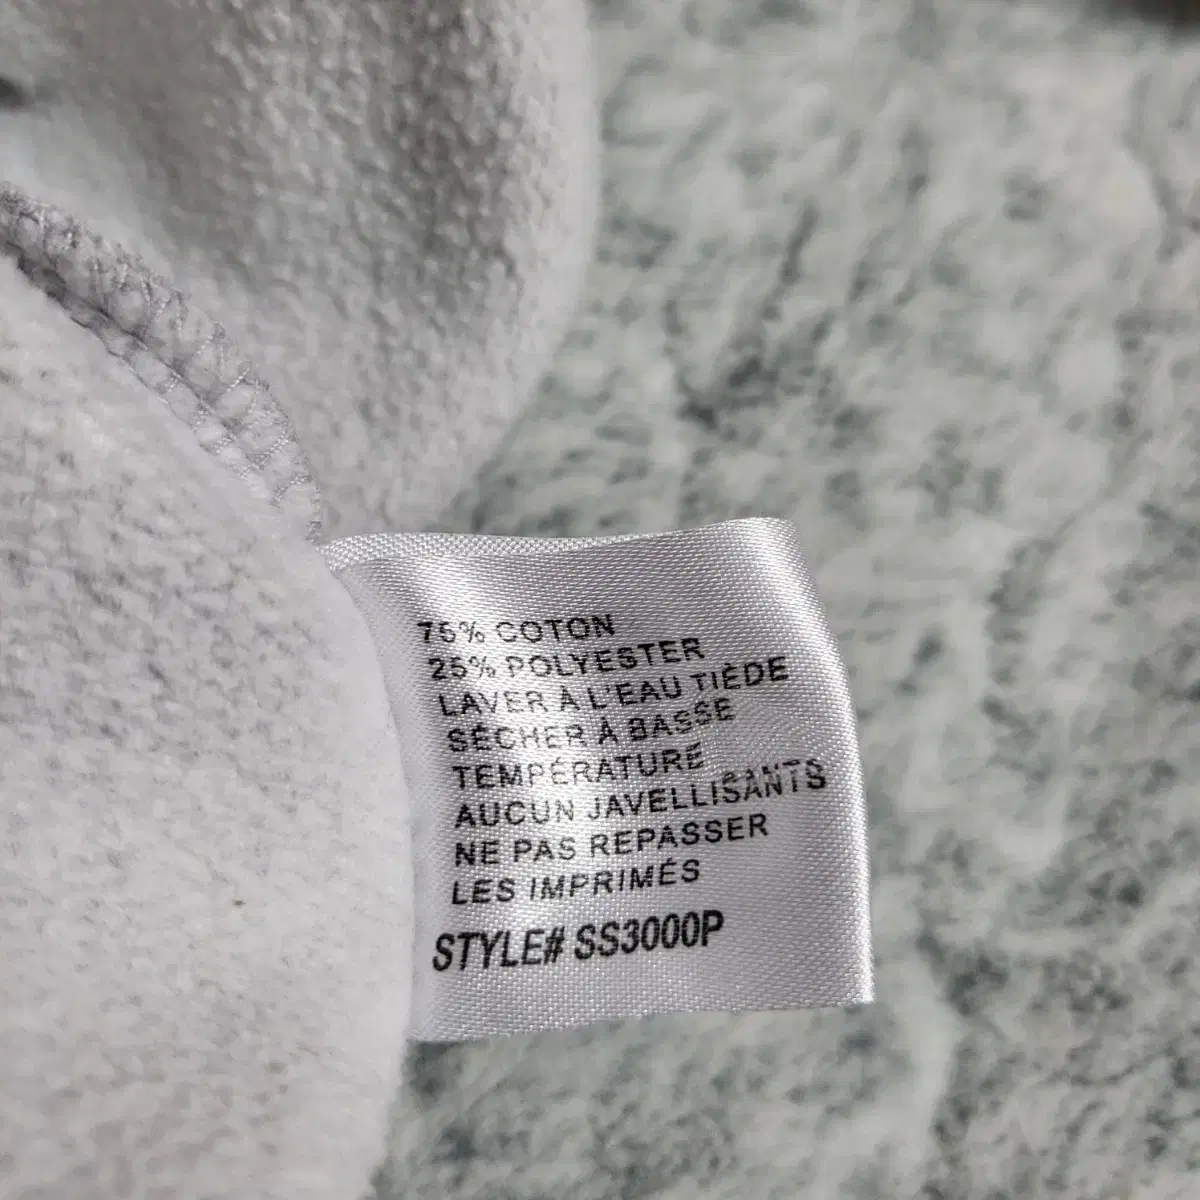 75% COTON
25% POLYESTER
LAVER À L'EAU TIÈDE
SÉCHER À BASSE
TEMPÉRATURE
AUCUN JAVELLISANTS
NE PAS REPASSER
LES IMPRIMÉS
STYLE# SS3000P